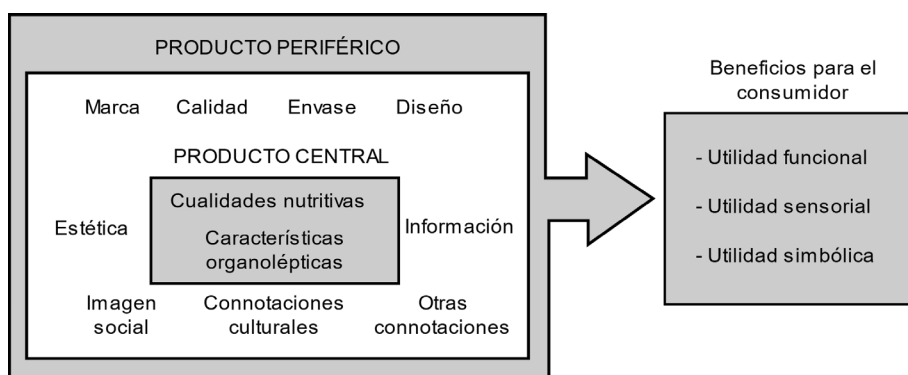 PRODUCTO PERIFÉRICO
Marca Calidad Envase Diseño
PRODUCTO CENTRAL
Cualidades nutritivas
Características
organolépticas
Estética
Información
Imagen
social
Connotaciones
culturales
Otras
connotaciones
Beneficios para el
consumidor
- Utilidad funcional
- Utilidad sensorial
- Utilidad simbólica